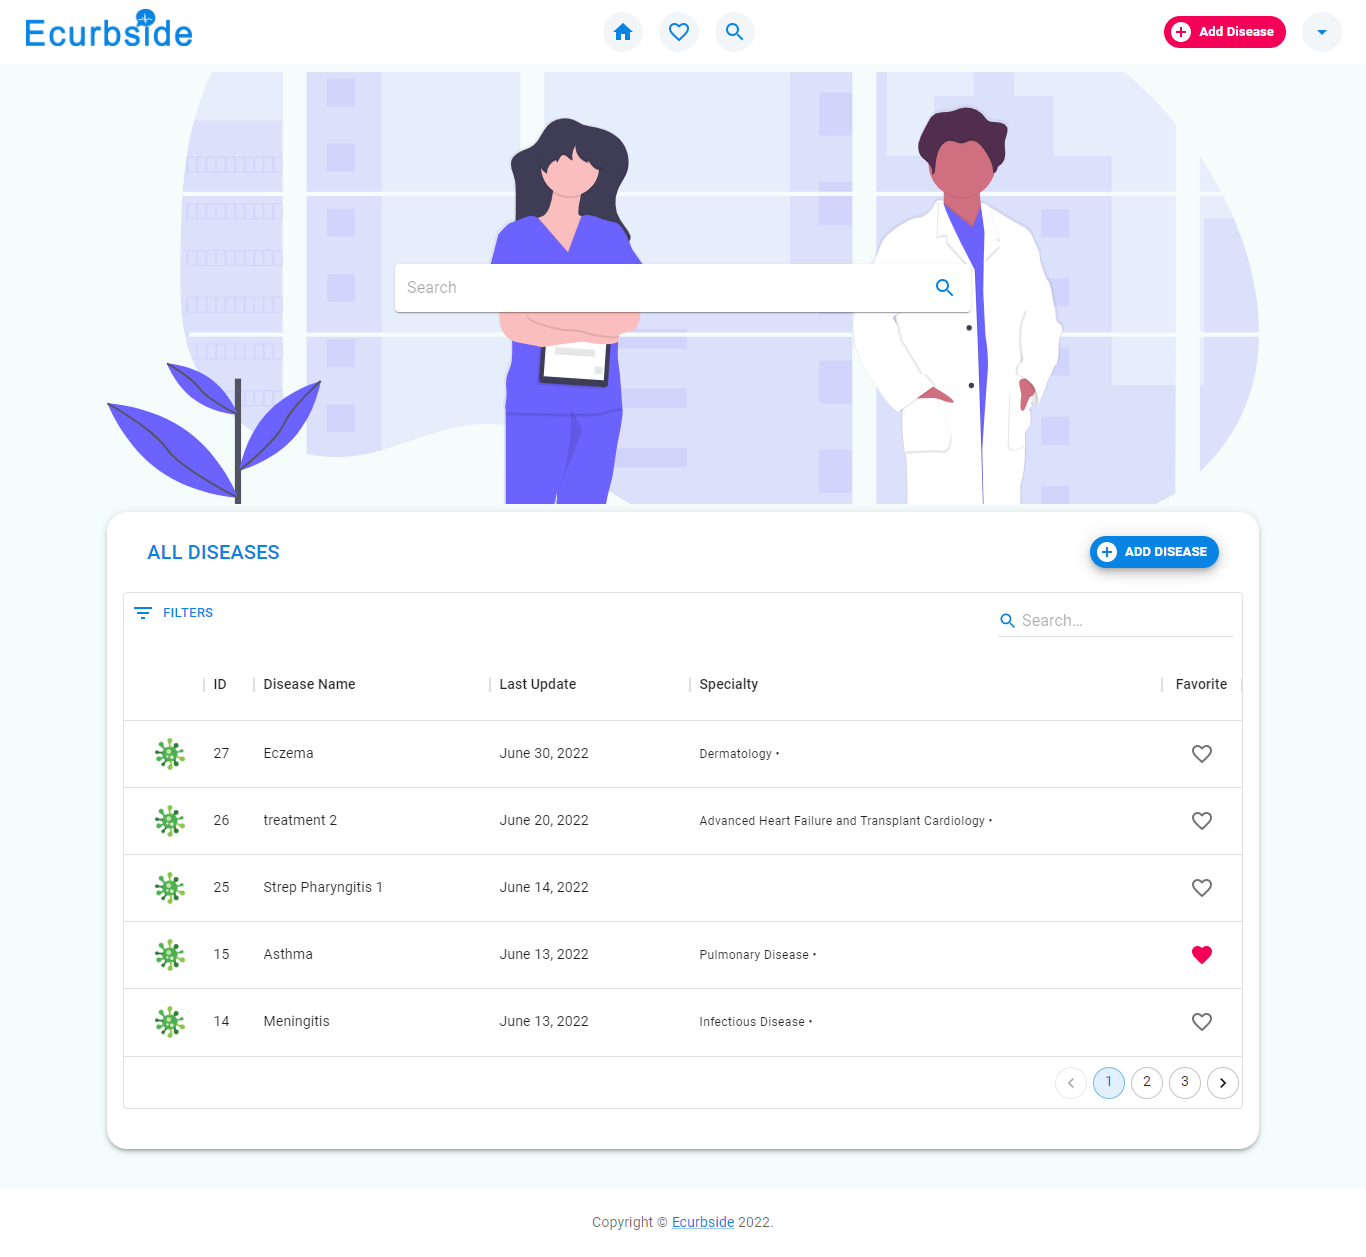 Ecurbside
Add Disease
Search
ALL DISEASES
ADD DISEASE
FILTERS
Search...
ID Disease Name Last Update Specialty Favorite
27 Eczema June 30, 2022 Dermatology •
26 treatment 2 June 20, 2022 Advanced Heart Failure and Transplant Cardiology •
25 Strep Pharyngitis 1 June 14, 2022
15 Asthma June 13, 2022 Pulmonary Disease •
14 Meningitis June 13, 2022 Infectious Disease •
1 2 3
Copyright © Ecurbside 2022.